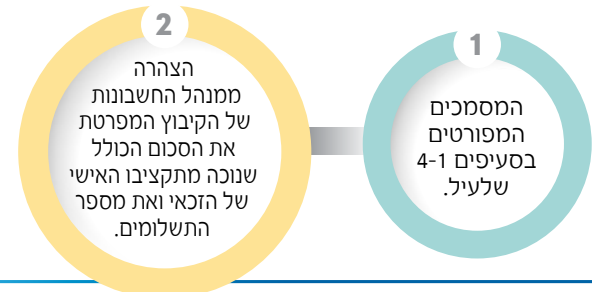 1
המסמכים
המפורטים
בסעיפים 4-1
שלעיל.
2
הצהרה
ממנהל החשבונות
של הקיבוץ המפרטת
את הסכום הכולל
שנוכה מתקציבו האישי
של הזכאי ואת מספר
התשלומים.